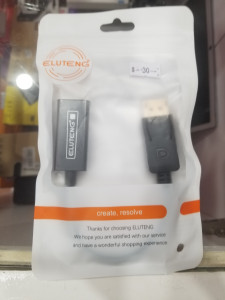 ELUTENG
ELUTENG
create, resolve
Thanks for choosing ELUTENG
We hope you are satisfied with our service
and have a wonderful shopping experience